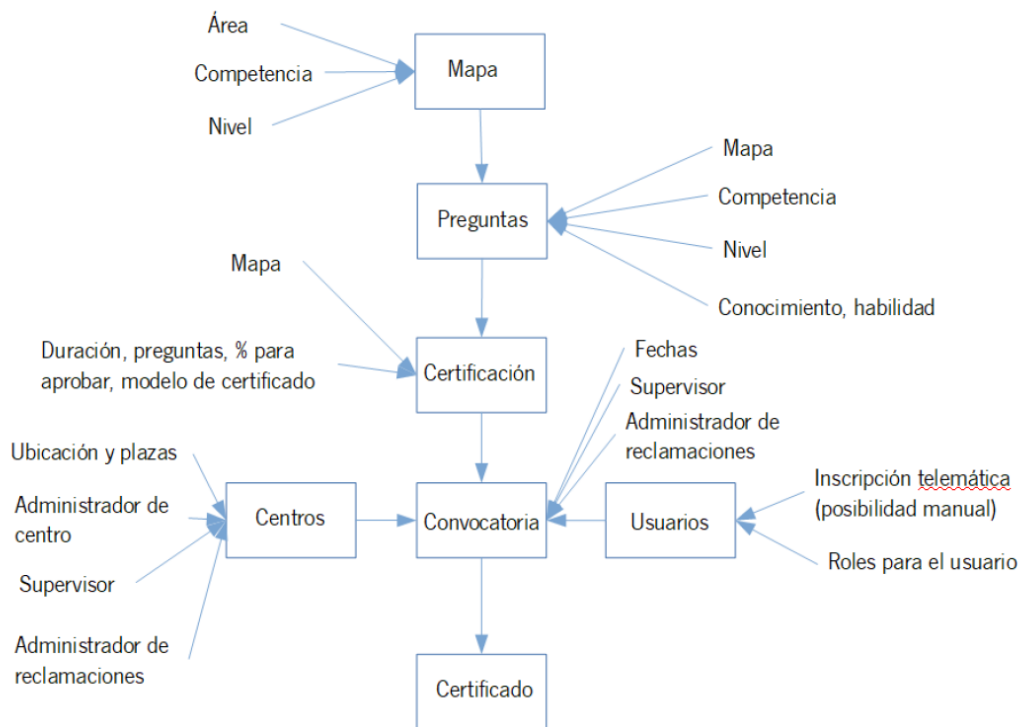 Área
Mapa
Competencia
Nivel
Mapa
Competencia
Preguntas
Nivel
Mapa
Conocimiento, habilidad
Duración, preguntas, % para
aprobar, modelo de certificado
Certificación
Fechas
Supervisor
Administrador de
reclamaciones
Ubicación y plazas
Administrador de
centro
Supervisor
Administrador de
reclamaciones
Centros
Convocatoria
Usuarios
Inscripción telemática
(posibilidad manual)
Roles para el usuario
Certificado